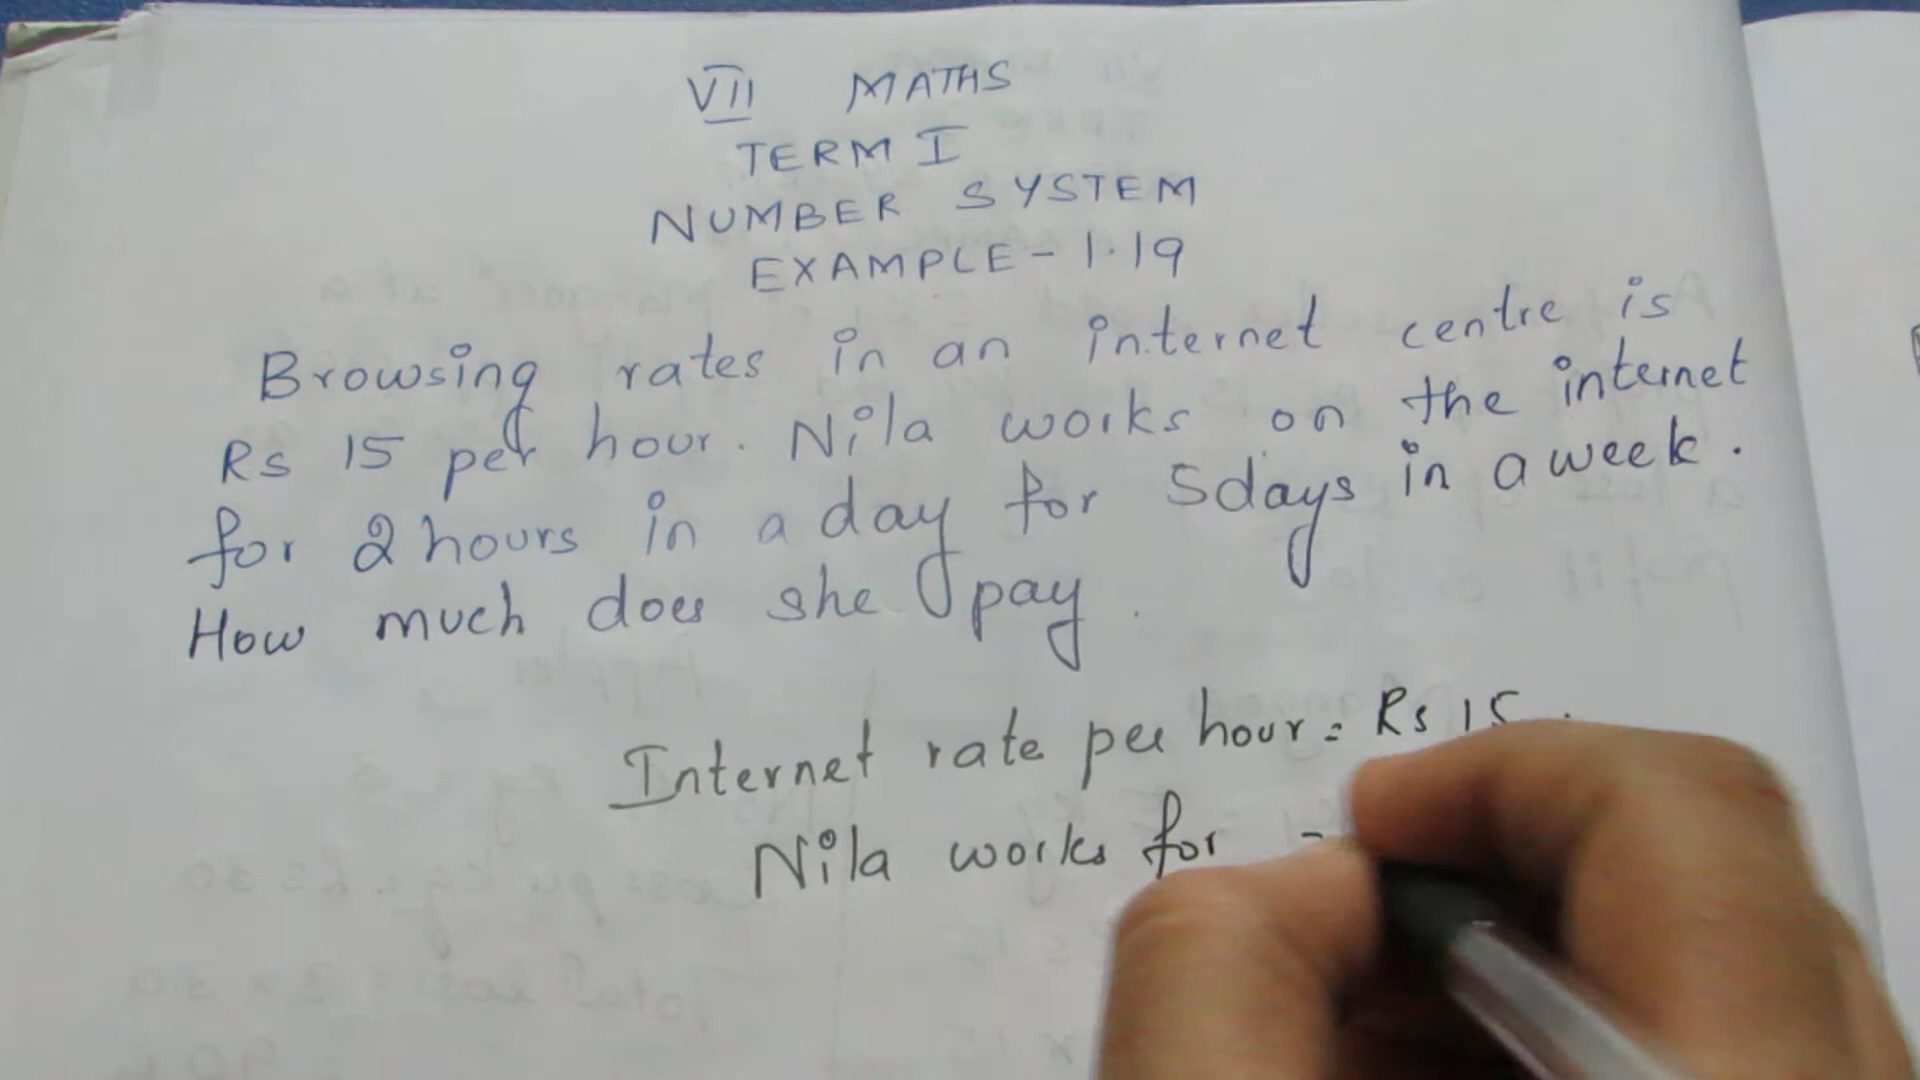 VII MATHS
TERM I
NUMBER SYSTEM
EXAMPLE - 1.19
Browsing rates in an internet centre is
Rs 15 per hour. Nila works on the internet
for 2 hours in a day for 5days in a week.
How much does she pay.
Internet rate per hour = Rs 15
Nila works for